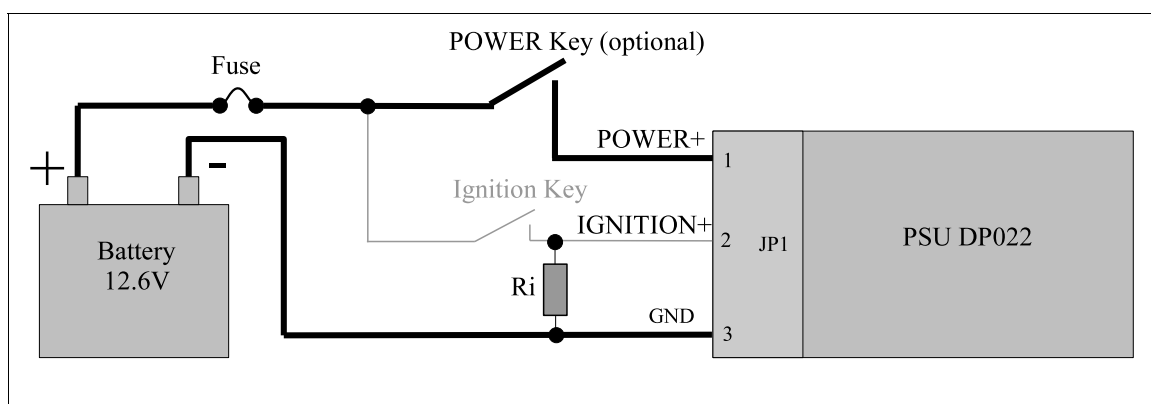 POWER Key (optional)
Fuse
POWER+
1
+
-
Ignition Key
IGNITION+
2
JP1
PSU DP022
Battery
12.6V
Ri
GND
3